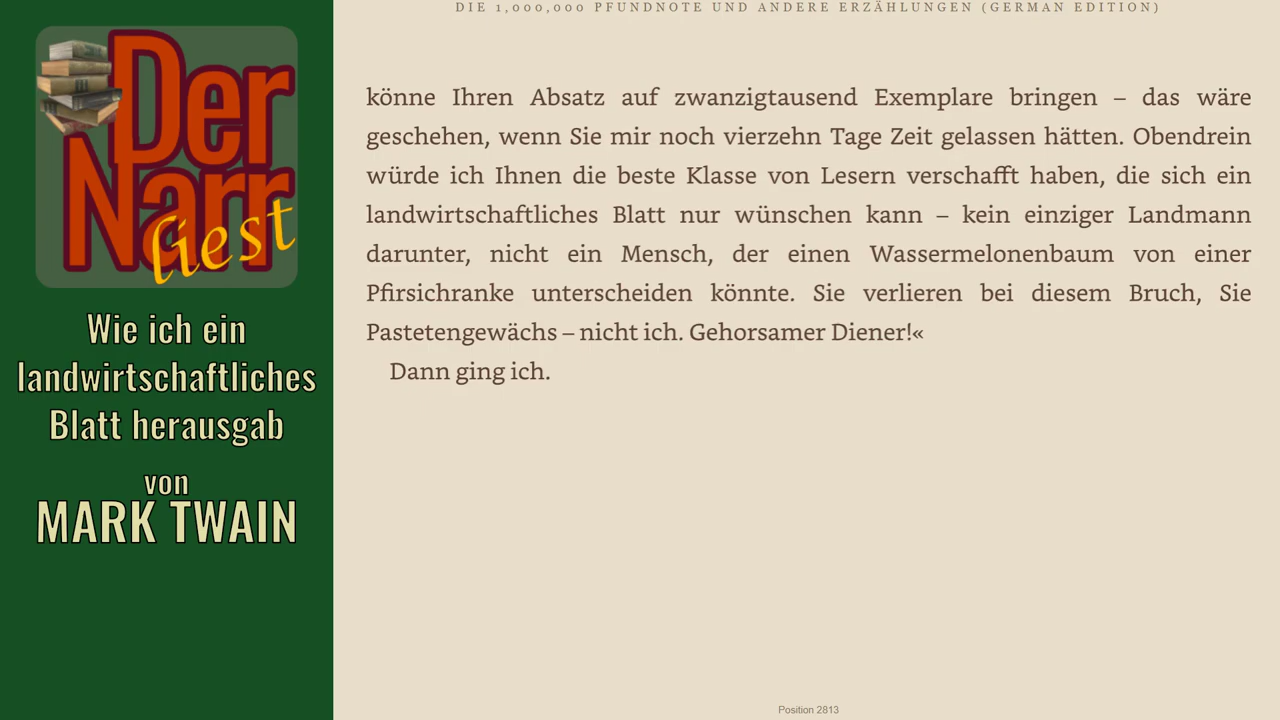 Der
Narr
liest
Wie ich ein
landwirtschaftliches
Blatt herausgab
von
MARK TWAIN
DIE 1,000,000 PFUNDNOTE UND ANDERE ERZÄHLUNGEN (GERMAN EDITION)
könne Ihren Absatz auf zwanzigtausend Exemplare bringen – das wäre
geschehen, wenn Sie mir noch vierzehn Tage Zeit gelassen hätten. Obendrein
würde ich Ihnen die beste Klasse von Lesern verschafft haben, die sich ein
landwirtschaftliches Blatt nur wünschen kann – kein einziger Landmann
darunter, nicht ein Mensch, der einen Wassermelonenbaum von einer
Pfirsichranke unterscheiden könnte. Sie verlieren bei diesem Bruch, Sie
Pastetengewächs – nicht ich. Gehorsamer Diener!«
Dann ging ich.
Position 2813